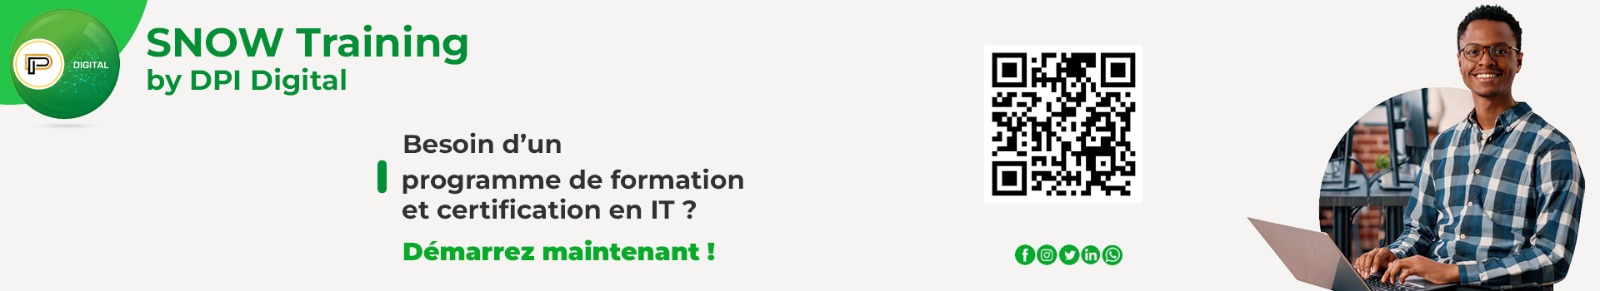 DIGITAL
SNOW Training
by DPI Digital
Besoin d’un
programme de formation
et certification en IT ?
Démarrez maintenant !